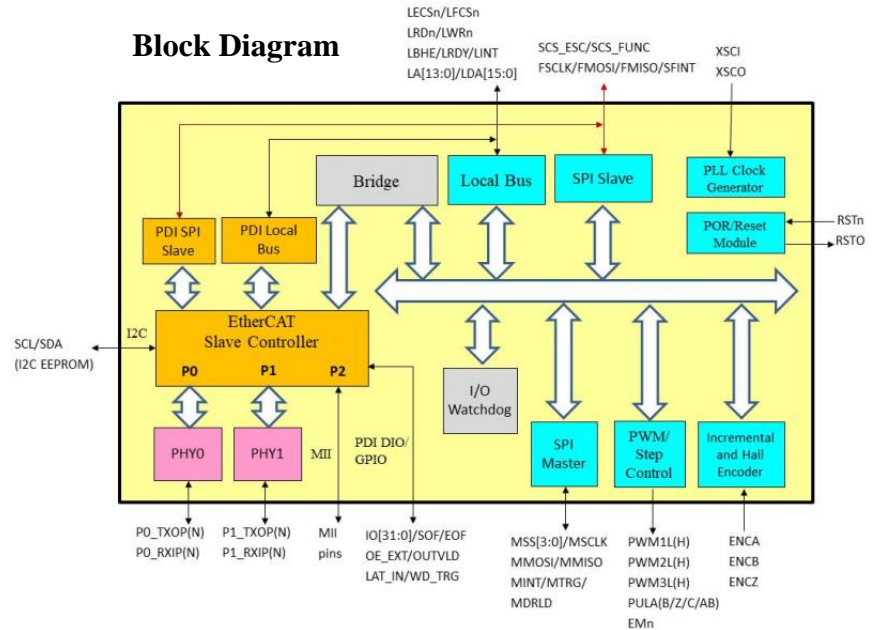 Block Diagram
LECSn/LFCSn
LRDn/LWRn
LBHE/LRDY/LINT
LA[13:0]/LDA[15:0]
SCS_ESC/SCS_FUNC
FSCLK/FMOSI/FMISO/SFINT
XSCI
XSCO
Bridge
Local Bus
SPI Slave
PLL Clock
Generator
PDI SPI
Slave
PDI Local
Bus
POR/Reset
Module
RSTn
RSTO
SCL/SDA
(I2C EEPROM)
I2C
EtherCAT
Slave Controller
P0
P1
P2
I/O
Watchdog
PHY0
PHY1
MII
PDI DIO/
GPIO
SPI
Master
PWM/
Step
Control
Incremental
and Hall
Encoder
P0_TXOP(N)
P0_RXIP(N)
P1_TXOP(N)
P1_RXIP(N)
MII
pins
IO[31:0]/SOF/EOF
OE_EXT/OUTVLD
LAT_IN/WD_TRG
MSS[3:0]/MSCLK
MMOSI/MMISO
MINT/MTRG/
MDRLD
PWM1L(H)
PWM2L(H)
PWM3L(H)
PULA(B/Z/C/AB)
EMn
ENCA
ENCB
ENCZ